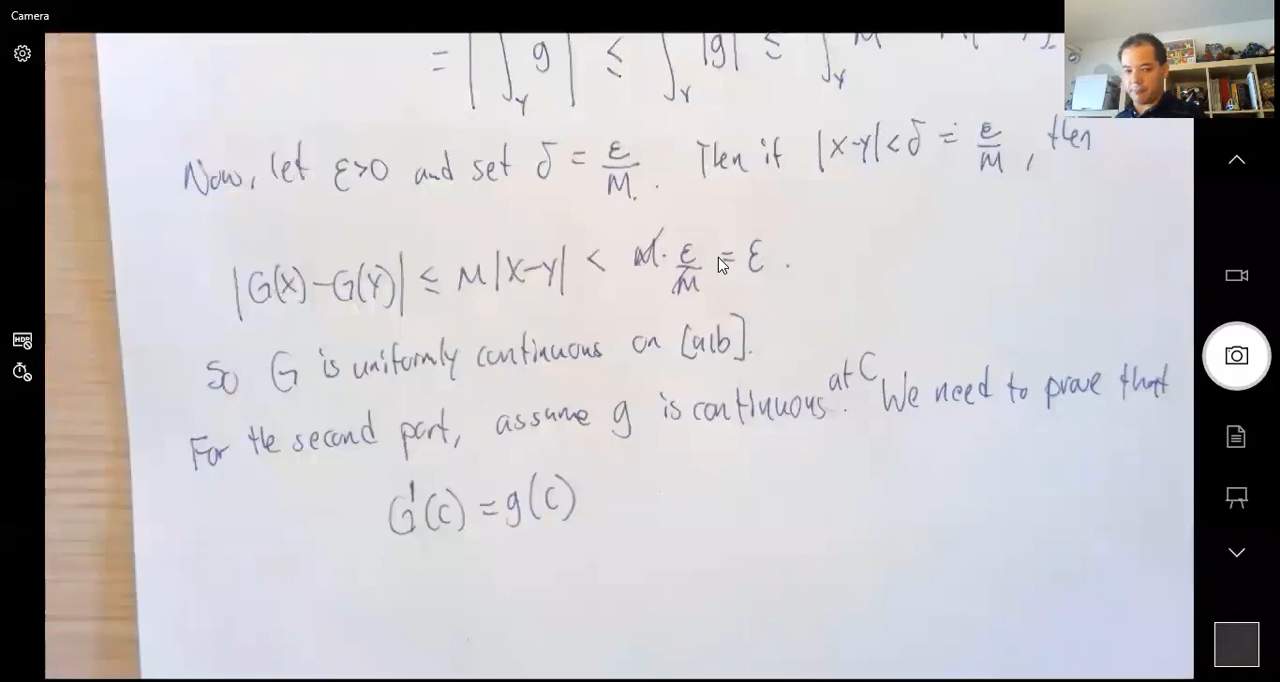 Camera
= | ∫_Y g | ≤ ∫_Y |g| ≤ ∫_Y M
Now, let ε>0 and set δ = ε/M. Then if |X-Y| < δ = ε/M, then
|G(X)-G(Y)| ≤ M|X-Y| < M·ε/M = ε.
So G is uniformly continuous on [a,b].
For the second part, assume g is continuous at C. We need to prove that
G'(C) = g(C)